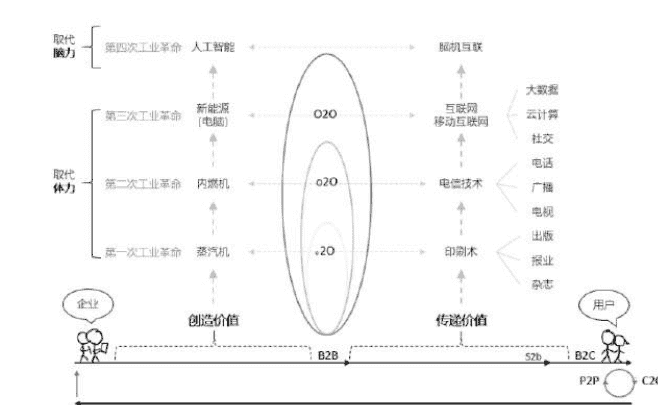 取代
脑力
第四次工业革命
人工智能
脑机互联
第三次工业革命
新能源
(电脑)
O2O
互联网
移动互联网
大数据
云计算
社交
取代
体力
第二次工业革命
内燃机
o2O
电信技术
电话
广播
电视
第一次工业革命
蒸汽机
.2O
印刷术
出版
报业
杂志
企业
创造价值
传递价值
用户
B2B
S2b
B2C
P2P